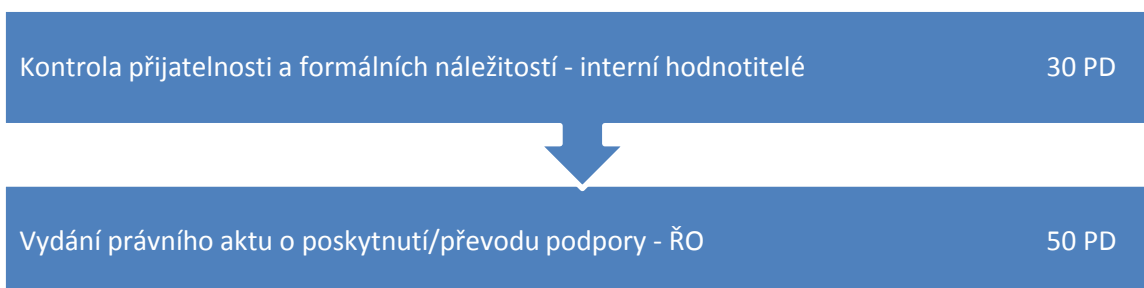 Kontrola přijatelnosti a formálních náležitostí - interní hodnotitelé 30 PD
Vydání právního aktu o poskytnutí/převodu podpory - ŘO 50 PD